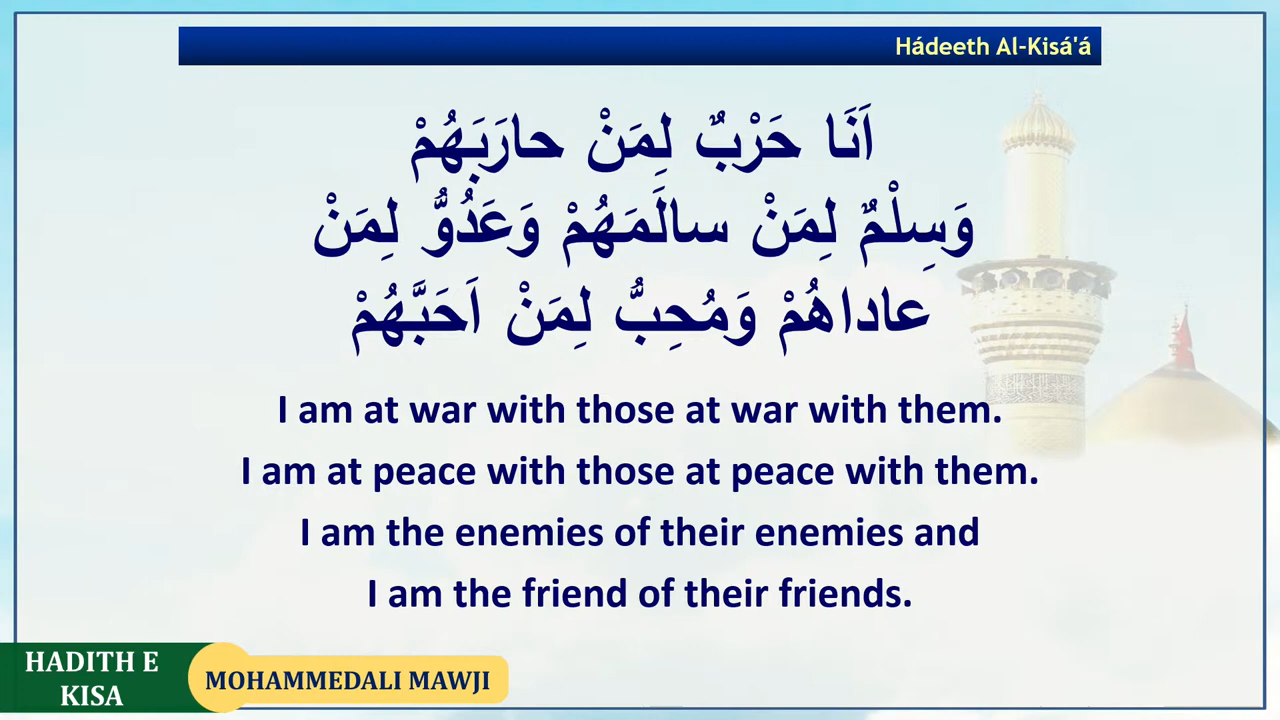 Hádeeth Al-Kisá'á
اَنَا حَرْبٌ لِمَنْ حارَبَهُمْ
وَسِلْمٌ لِمَنْ سالَمَهُمْ وَعَدُوٌّ لِمَنْ
عاداهُمْ وَمُحِبٌّ لِمَنْ اَحَبَّهُمْ
I am at war with those at war with them.
I am at peace with those at peace with them.
I am the enemies of their enemies and
I am the friend of their friends.
HADITH E
KISA
MOHAMMEDALI MAWJI